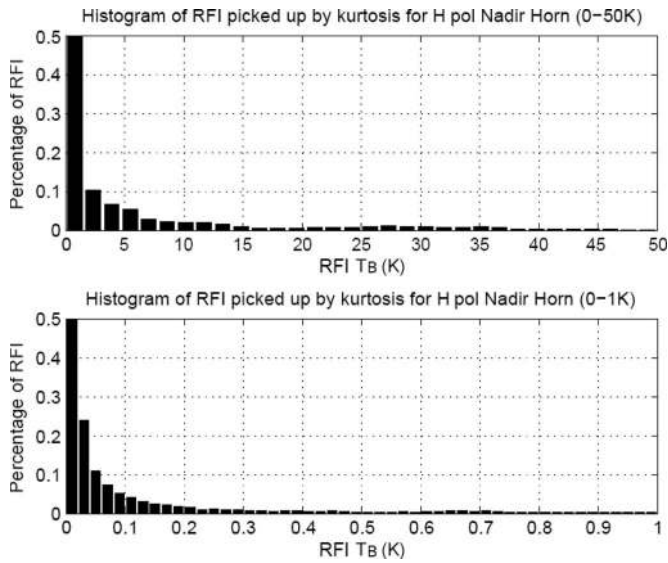 Histogram of RFI picked up by kurtosis for H pol Nadir Horn (0−50K)
Percentage of RFI
0.5
0.4
0.3
0.2
0.1
0
0 5 10 15 20 25 30 35 40 45 50
RFI TB (K)
Histogram of RFI picked up by kurtosis for H pol Nadir Horn (0−1K)
Percentage of RFI
0.5
0.4
0.3
0.2
0.1
0
0 0.1 0.2 0.3 0.4 0.5 0.6 0.7 0.8 0.9 1
RFI TB (K)